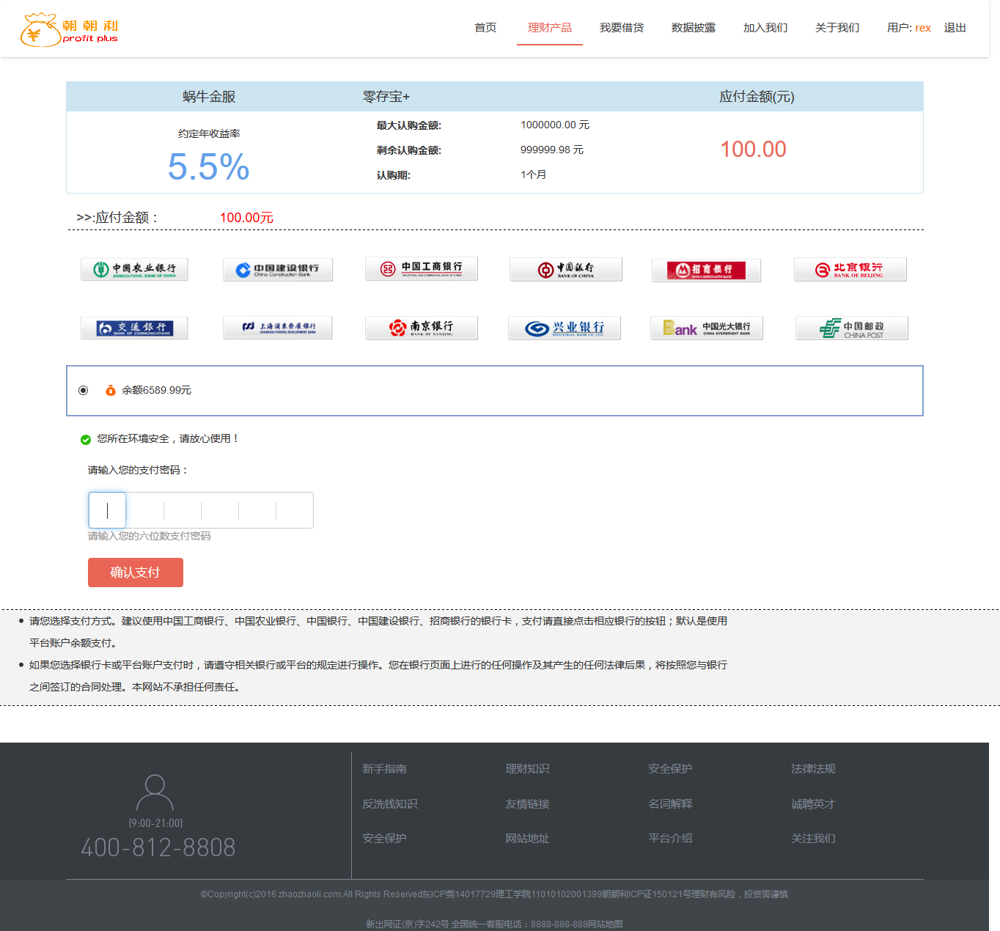 朝朝利
profit plus
首页 理财产品 我要借贷 数据披露 加入我们 关于我们 用户: rex 退出
蜗牛金服 零存宝+ 应付金额(元)
约定年收益率
5.5%
最大认购金额: 1000000.00 元
剩余认购金额: 999999.98 元
认购期: 1个月
100.00
>>:应付金额： 100.00元
中国农业银行
AGRICULTURAL BANK OF CHINA
中国建设银行
China Construction Bank
中国工商银行
INDUSTRIAL AND COMMERCIAL BANK OF CHINA
中国银行
BANK OF CHINA
招商银行
CHINA MERCHANTS BANK
北京银行
BANK OF BEIJING
交通银行
BANK OF COMMUNICATIONS
上海浦东发展银行
SHANGHAI PUDONG DEVELOPMENT BANK
南京银行
BANK OF NANJING
兴业银行
INDUSTRIAL BANK CO.,LTD.
Bank
中国光大银行
CHINA EVERBRIGHT BANK
中国邮政
CHINA POST
余额6589.99元
您所在环境安全，请放心使用！
请输入您的支付密码：
请输入您的六位数支付密码
确认支付
请您选择支付方式。建议使用中国工商银行、中国农业银行、中国银行、中国建设银行、招商银行的银行卡，支付请直接点击相应银行的按钮；默认是使用
平台账户余额支付。
如果您选择银行卡或平台账户支付时，请遵守相关银行或平台的规定进行操作。您在银行页面上进行的任何操作及其产生的任何法律后果，将按照您与银行
之间签订的合同处理。本网站不承担任何责任。
(9:00-21:00)
400-812-8808
新手指南 理财知识 安全保护 法律法规
反洗钱知识 友情链接 名词解释 诚聘英才
安全保护 网站地址 平台介绍 关注我们
©Copyright(c)2016 zhaozhaoli.com.All Rights Reserved东ICP莞14017729理工学院11010102001399朝朝利ICP证150121号理财有风险，投资需谨慎
新出网证(京)字242号 全国统一客服电话：8888-888-888网站地图